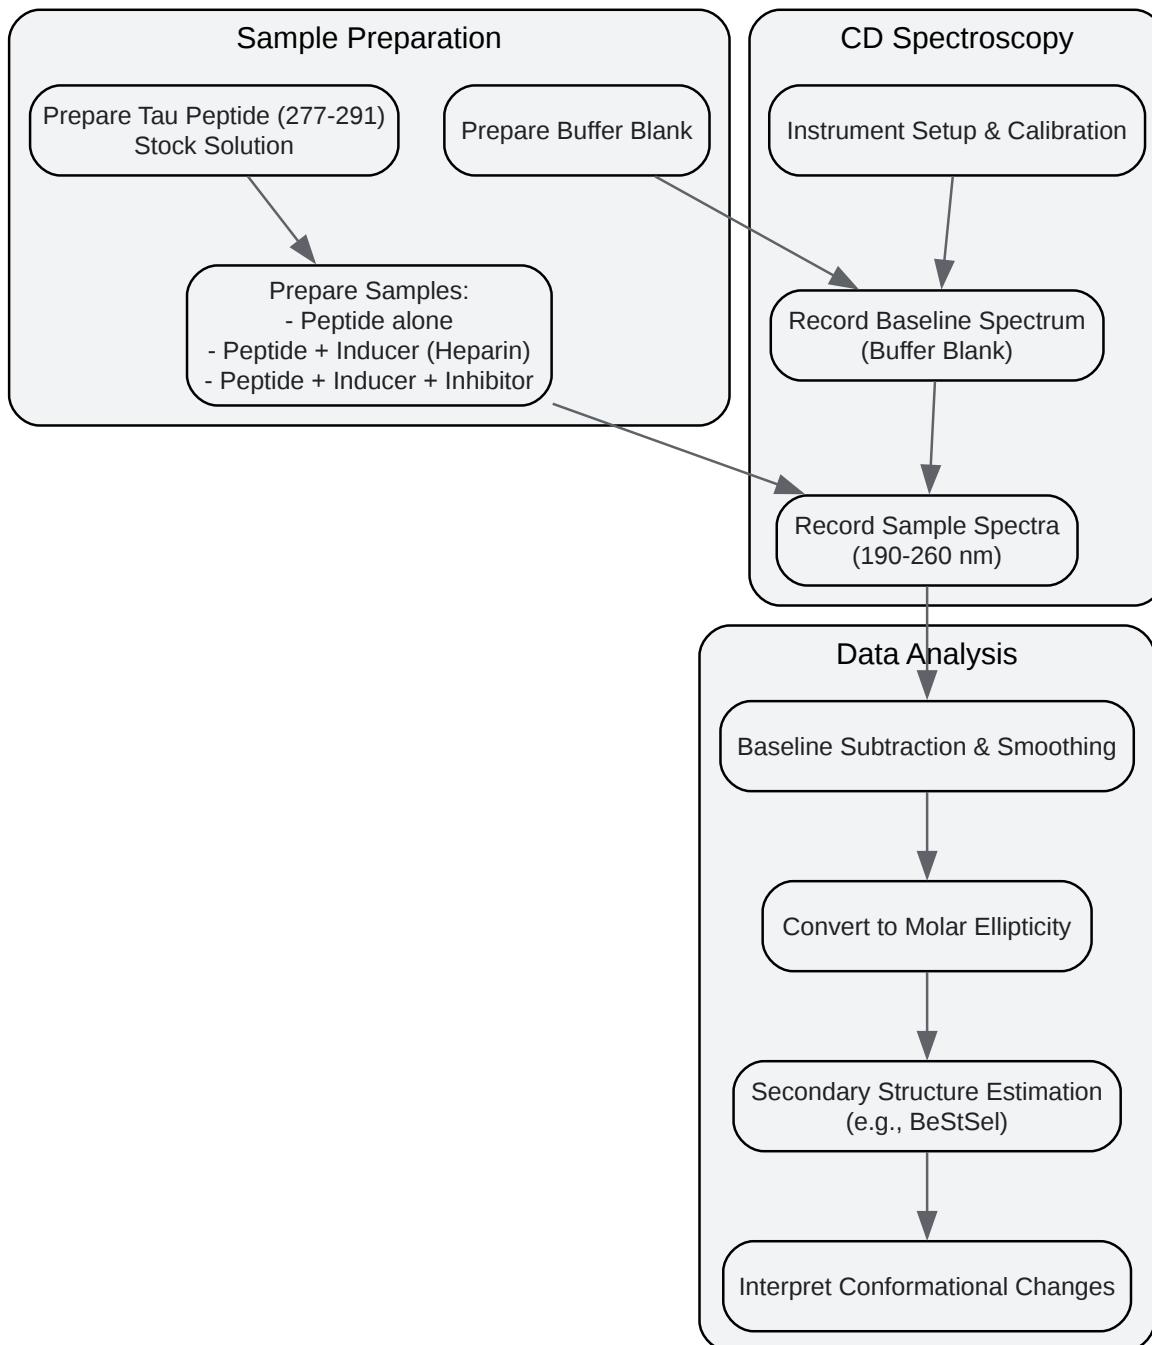 Sample Preparation
Prepare Tau Peptide (277-291)
Stock Solution
Prepare Buffer Blank
Prepare Samples:
- Peptide alone
- Peptide + Inducer (Heparin)
- Peptide + Inducer + Inhibitor
CD Spectroscopy
Instrument Setup & Calibration
Record Baseline Spectrum
(Buffer Blank)
Record Sample Spectra
(190-260 nm)
Data Analysis
Baseline Subtraction & Smoothing
Convert to Molar Ellipticity
Secondary Structure Estimation
(e.g., BeStSel)
Interpret Conformational Changes